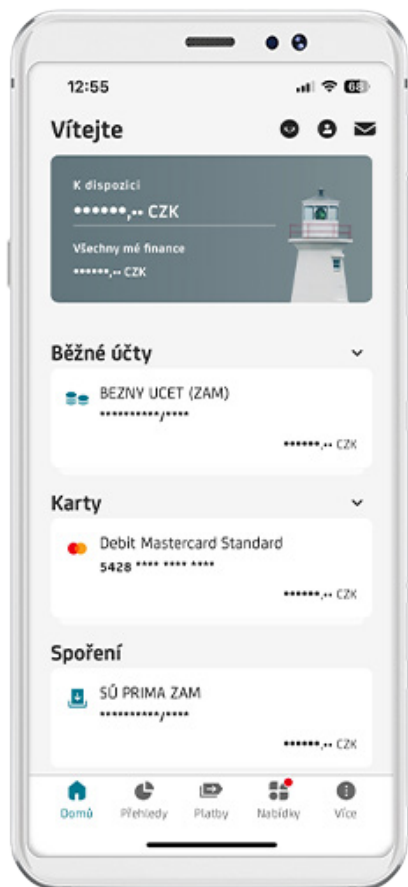 12:55
68
Vítejte
K dispozici
••••••,•• CZK
Všechny mé finance
••••••,•• CZK
Běžné účty
BEZNY UCET (ZAM)
**********/****
••••••,•• CZK
Karty
Debit Mastercard Standard
5428 **** **** ****
••••••,•• CZK
Spoření
SÚ PRIMA ZAM
**********/****
••••••,•• CZK
Domů Přehledy Platby Nabídky Více